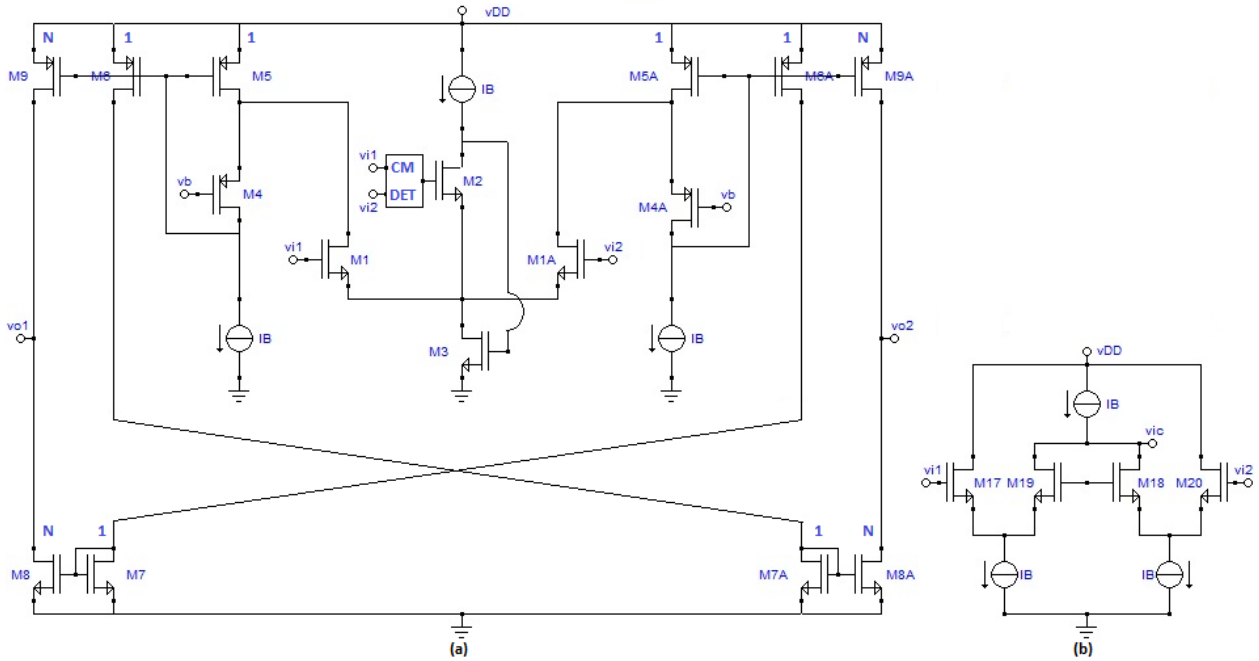 vDD
N 1 1 1 1 N
M9 M6 M5 M5A M6A M9A
IB
vi1 CM
M2
vb M4 vi2 DET M4A vb
vi1 M1 M1A vi2
vo1 IB M3 IB vo2
vDD
IB
vic
vi1 M17 M19 M18 M20 vi2
N 1 1 N
M8 M7 M7A M8A IB IB
(a) (b)